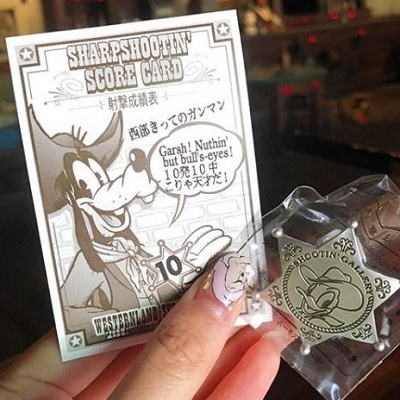 SHARPSHOOTIN'
SCORE CARD
射撃成績表
西部きってのガンマン
Garsh! Nuthin'
but bull's-eyes!
10発10中
こりゃ天才だ!
10
WESTERNLAND
SHOOTIN' GALLERY